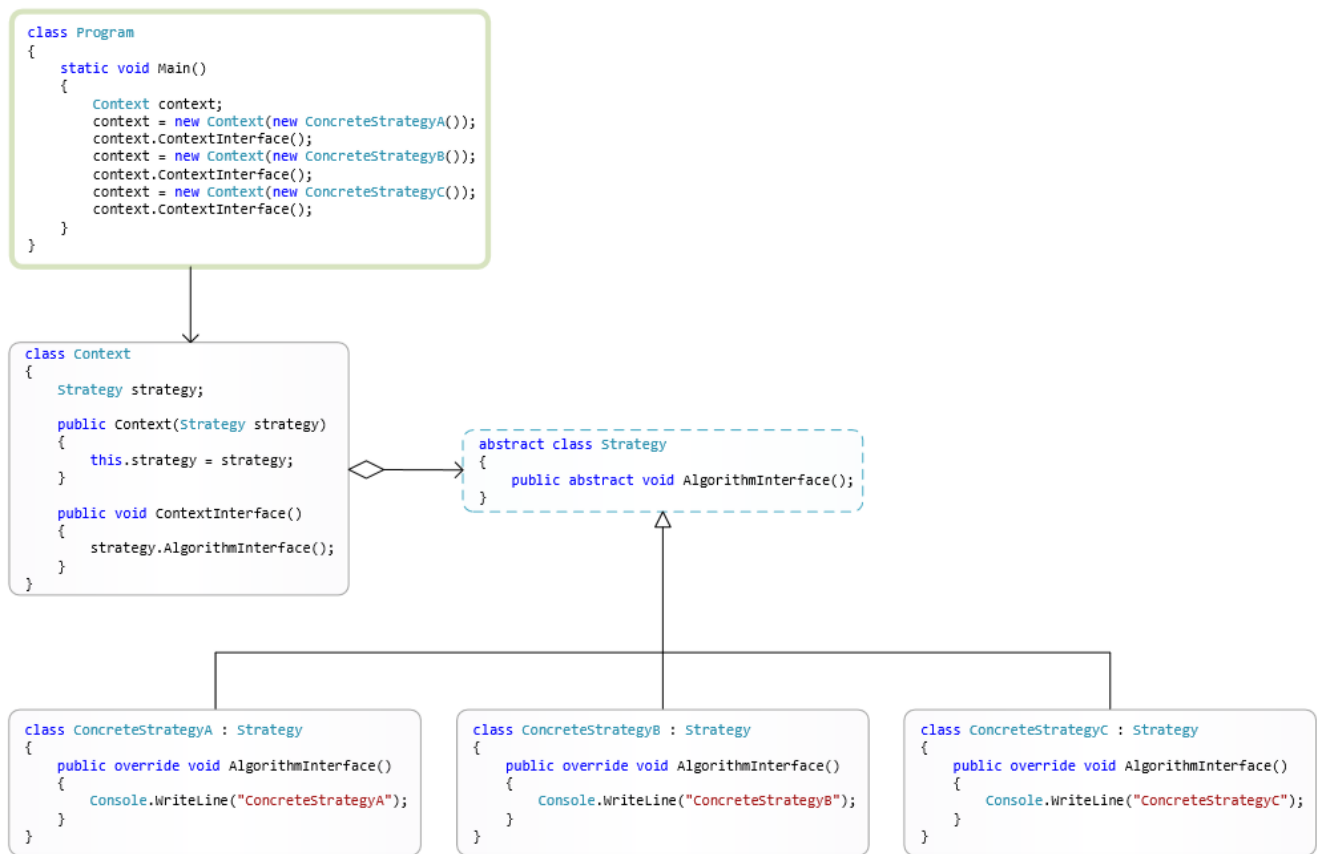 class Program
{
    static void Main()
    {
        Context context;
        context = new Context(new ConcreteStrategyA());
        context.ContextInterface();
        context = new Context(new ConcreteStrategyB());
        context.ContextInterface();
        context = new Context(new ConcreteStrategyC());
        context.ContextInterface();
    }
}
class Context
{
    Strategy strategy;
    public Context(Strategy strategy)
    {
        this.strategy = strategy;
    }
    public void ContextInterface()
    {
        strategy.AlgorithmInterface();
    }
}
abstract class Strategy
{
    public abstract void AlgorithmInterface();
}
class ConcreteStrategyA : Strategy
{
    public override void AlgorithmInterface()
    {
        Console.WriteLine("ConcreteStrategyA");
    }
}
class ConcreteStrategyB : Strategy
{
    public override void AlgorithmInterface()
    {
        Console.WriteLine("ConcreteStrategyB");
    }
}
class ConcreteStrategyC : Strategy
{
    public override void AlgorithmInterface()
    {
        Console.WriteLine("ConcreteStrategyC");
    }
}